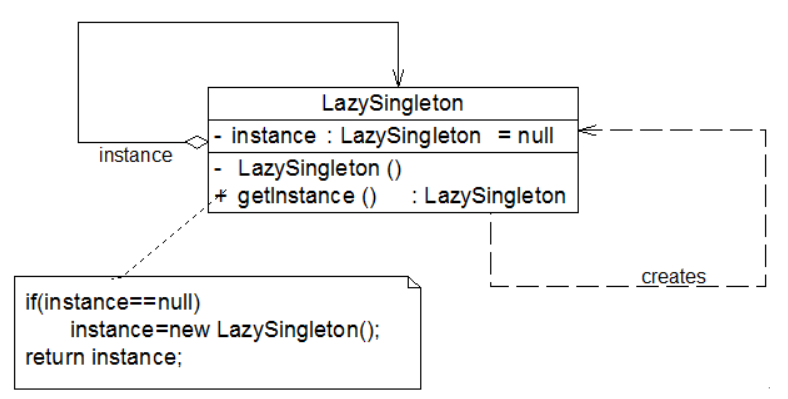 LazySingleton
- instance : LazySingleton = null
instance
- LazySingleton ()
+ getInstance () : LazySingleton
creates
if(instance==null)
instance=new LazySingleton();
return instance;